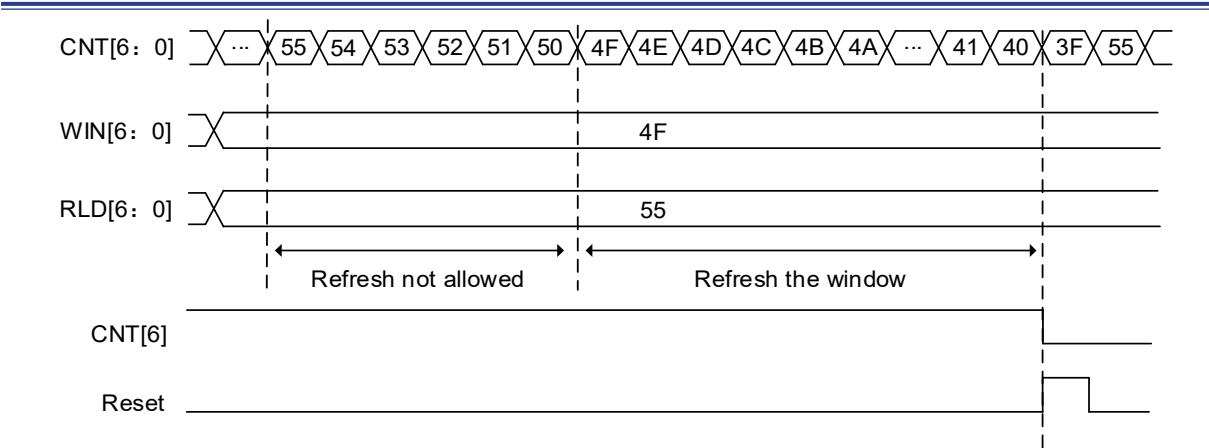 CNT[6：0] ... 55 54 53 52 51 50 4F 4E 4D 4C 4B 4A ... 41 40 3F 55
WIN[6：0] 4F
RLD[6：0] 55
Refresh not allowed Refresh the window
CNT[6]
Reset